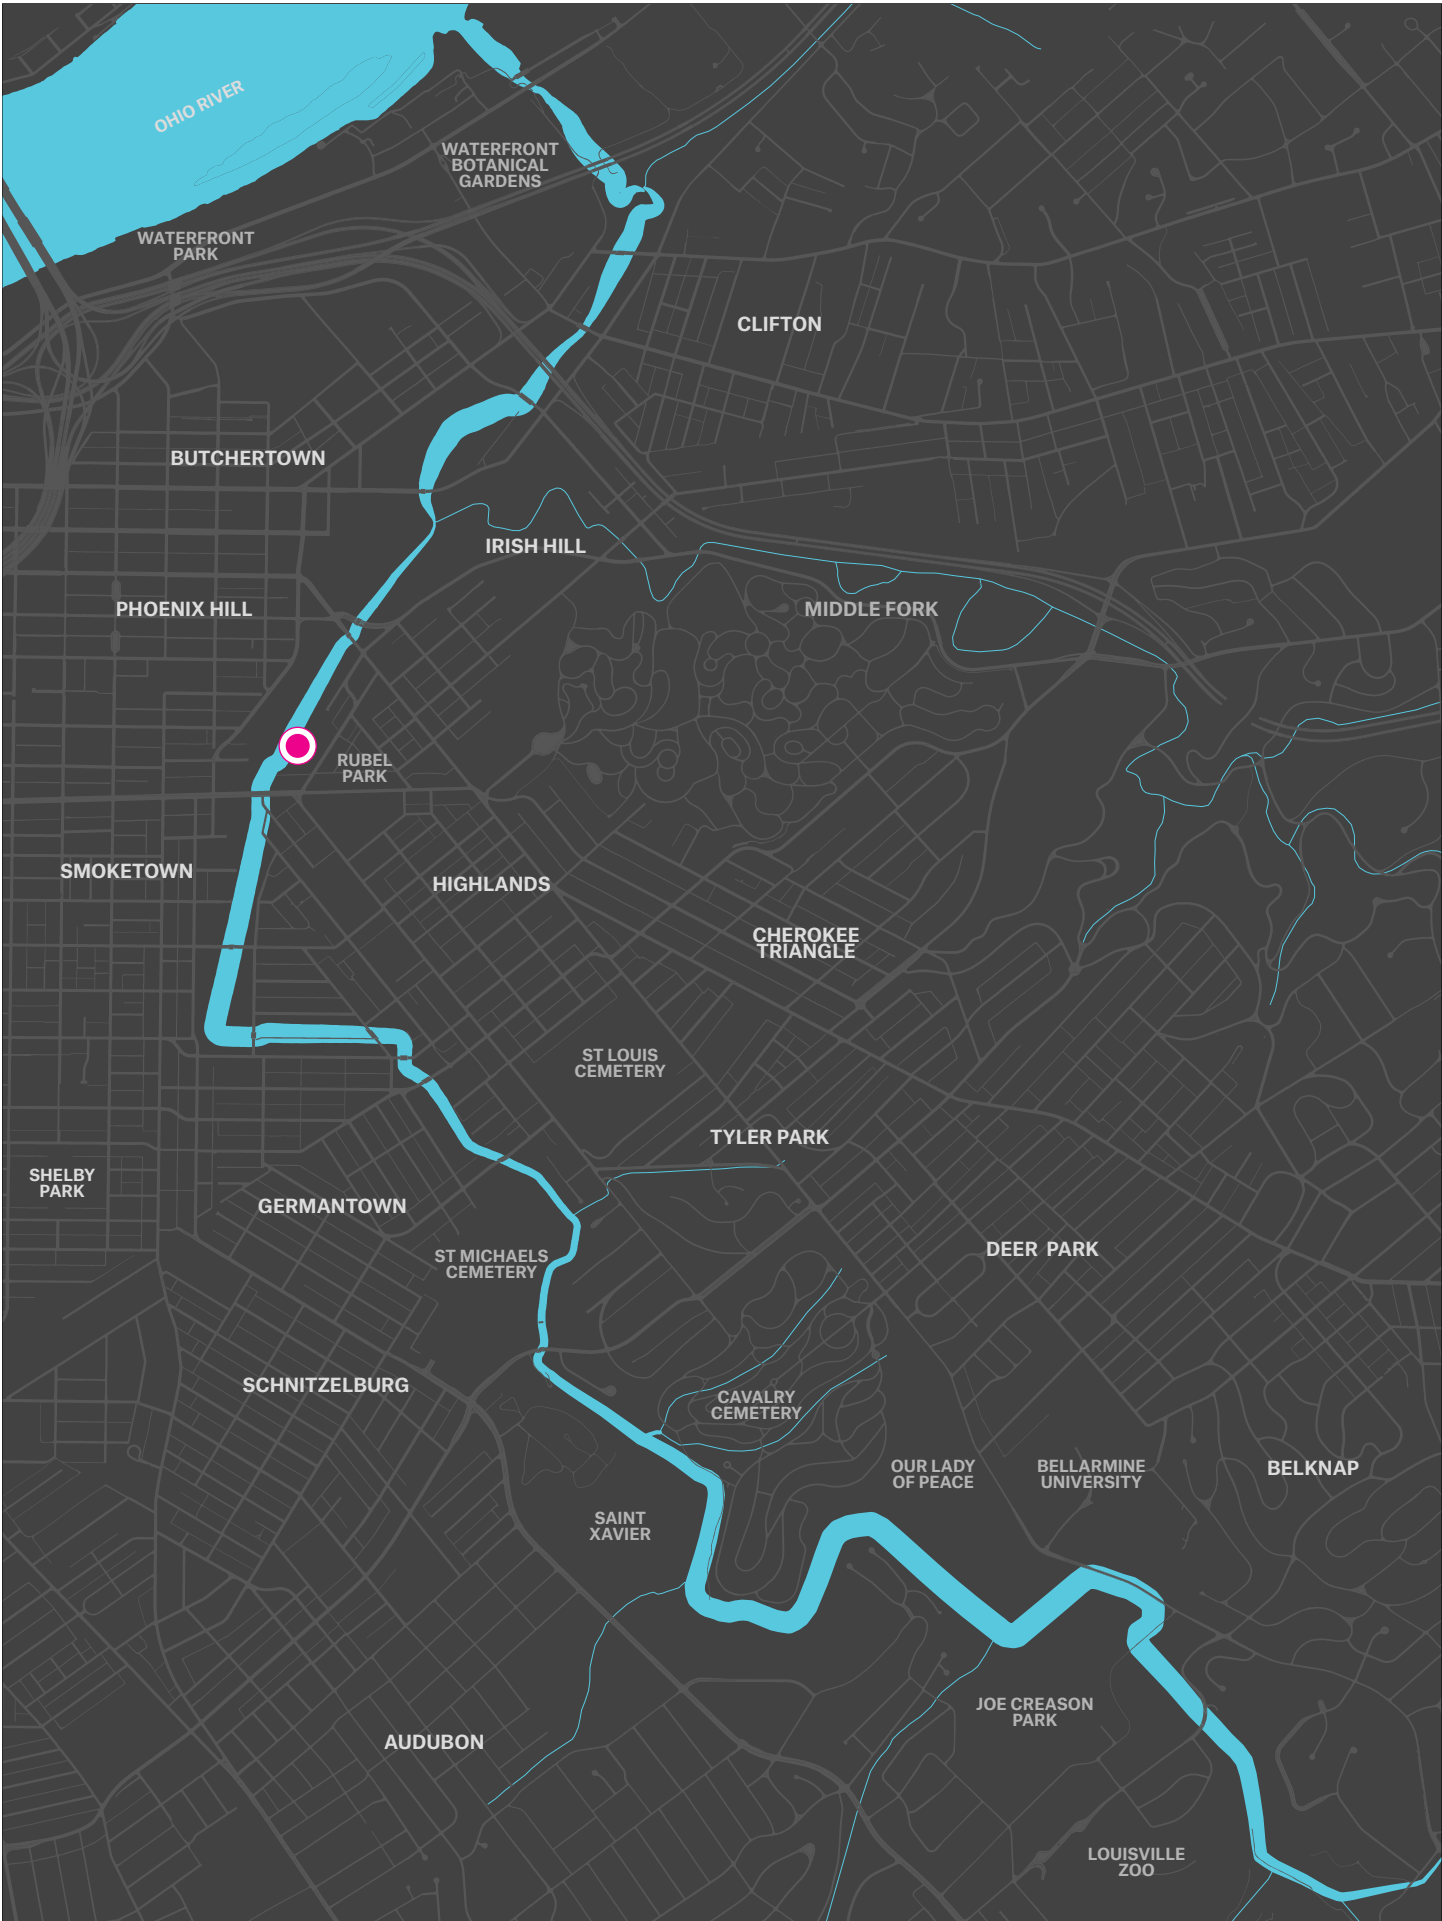 OHIO RIVER
WATERFRONT
BOTANICAL
GARDENS
WATERFRONT
PARK
CLIFTON
BUTCHERTOWN
IRISH HILL
PHOENIX HILL
MIDDLE FORK
RUBEL
PARK
SMOKETOWN
HIGHLANDS
CHEROKEE
TRIANGLE
ST LOUIS
CEMETERY
TYLER PARK
SHELBY
PARK
GERMANTOWN
ST MICHAELS
CEMETERY
DEER PARK
SCHNITZELBURG
CAVALRY
CEMETERY
OUR LADY
OF PEACE
BELLARMINE
UNIVERSITY
BELKNAP
SAINT
XAVIER
JOE CREASON
PARK
AUDUBON
LOUISVILLE
ZOO